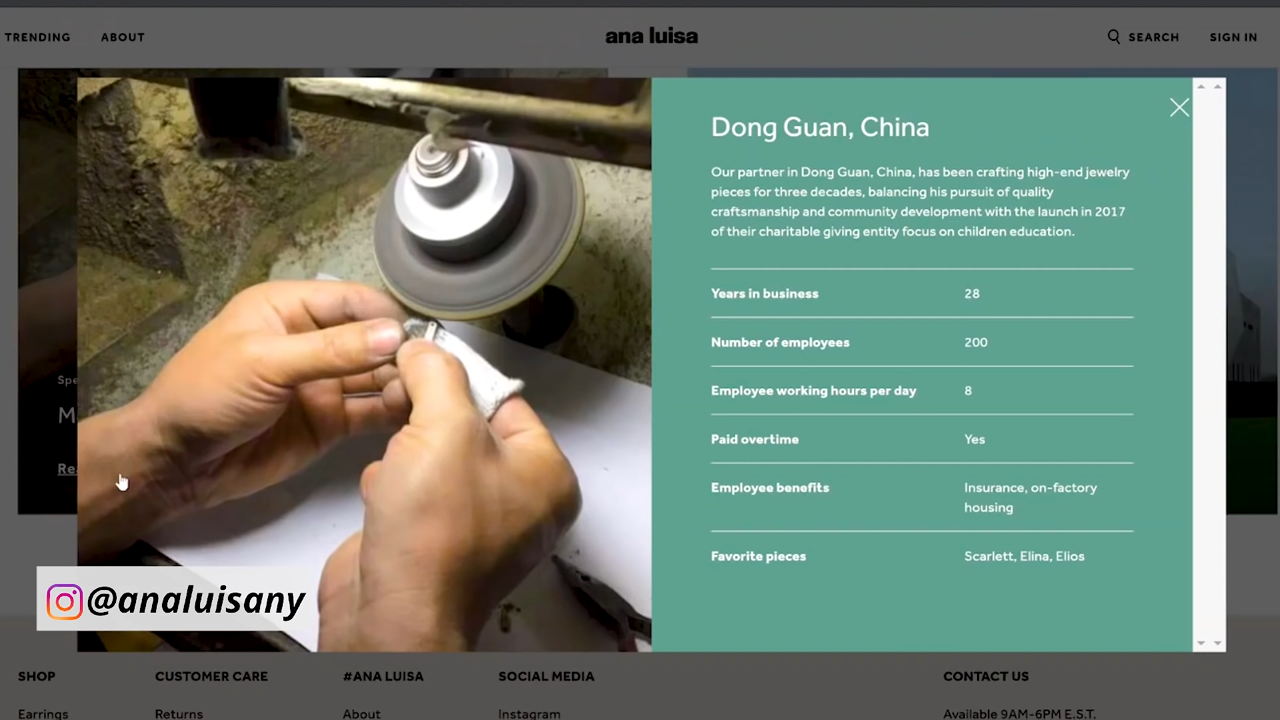 TRENDING
ABOUT
ana luisa
SEARCH
SIGN IN
Dong Guan, China
Our partner in Dong Guan, China, has been crafting high-end jewelry
pieces for three decades, balancing his pursuit of quality
craftsmanship and community development with the launch in 2017
of their charitable giving entity focus on children education.
Years in business 28
Number of employees 200
Employee working hours per day 8
Paid overtime Yes
Employee benefits Insurance, on-factory
housing
Favorite pieces Scarlett, Elina, Elios
@analuisany
SHOP
CUSTOMER CARE
#ANA LUISA
SOCIAL MEDIA
CONTACT US
Earrings
Returns
About
Instagram
Available 9AM-6PM E.S.T.